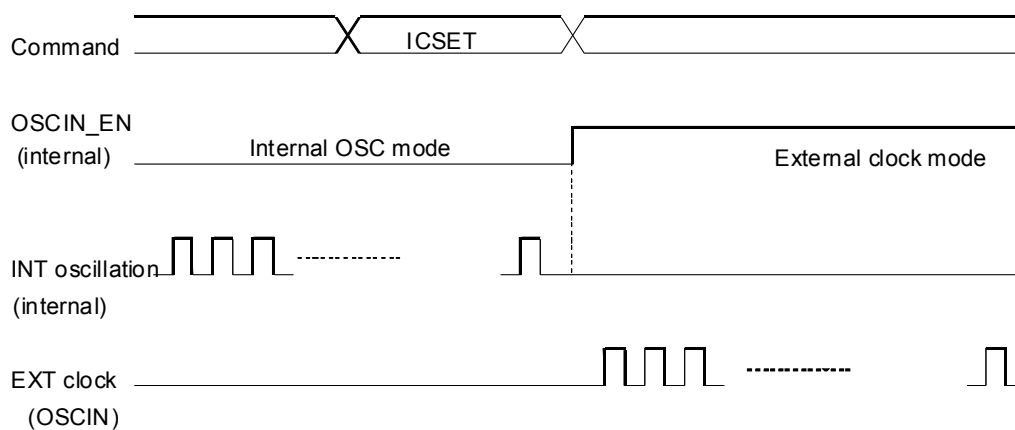 Command
ICSET
OSCIN_EN
(internal)
Internal OSC mode
External clock mode
INT oscillation
(internal)
EXT clock
(OSCIN)